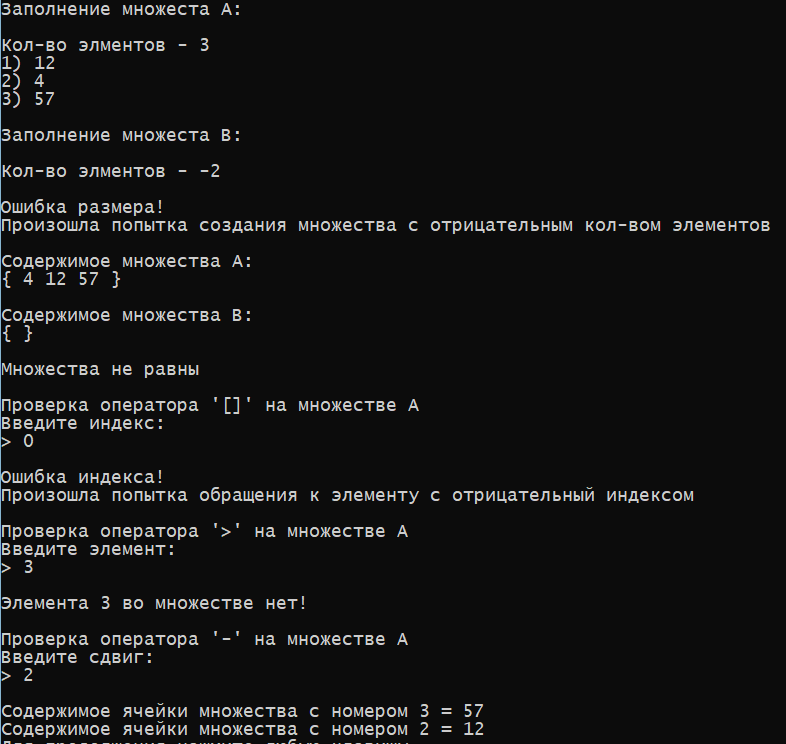 Заполнение множеста A:
Кол-во элментов - 3
1) 12
2) 4
3) 57
Заполнение множеста B:
Кол-во элментов - -2
Ошибка размера!
Произошла попытка создания множества с отрицательным кол-вом элементов
Содержимое множества A:
{ 4 12 57 }
Содержимое множества B:
{ }
Множества не равны
Проверка оператора '[]' на множестве A
Введите индекс:
> 0
Ошибка индекса!
Произошла попытка обращения к элементу с отрицательный индексом
Проверка оператора '>' на множестве A
Введите элемент:
> 3
Элемента 3 во множестве нет!
Проверка оператора '-' на множестве A
Введите сдвиг:
> 2
Содержимое ячейки множества с номером 3 = 57
Содержимое ячейки множества с номером 2 = 12